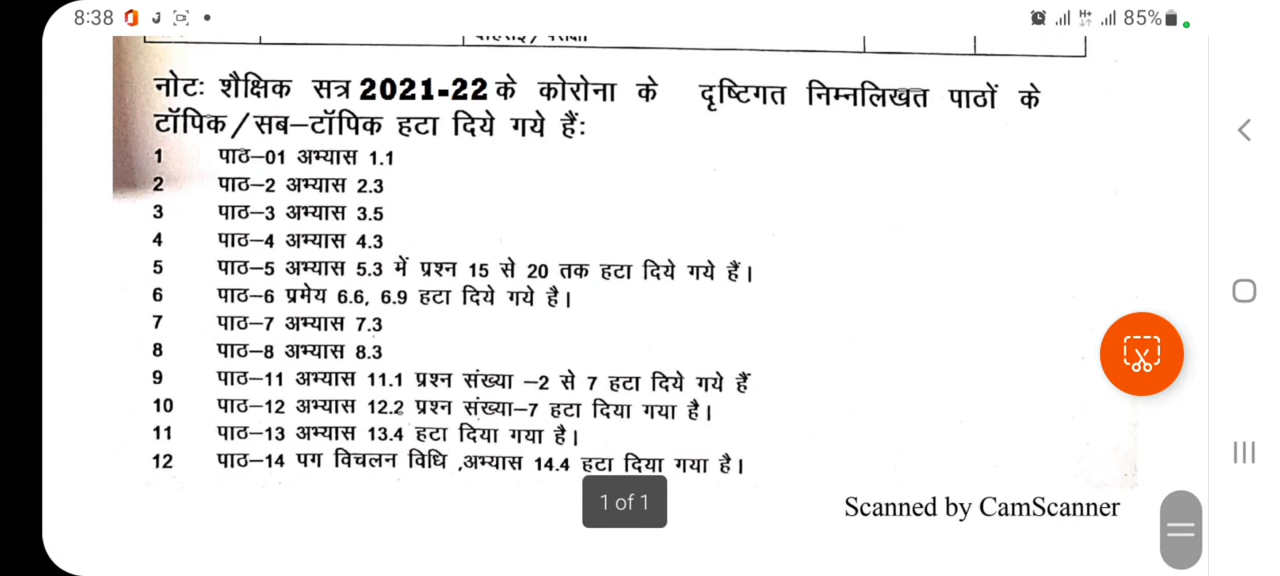 8:38
H+
85%
नोटः शैक्षिक सत्र 2021-22 के कोरोना के दृष्टिगत निम्नलिखत पाठों के
टॉपिक/सब–टॉपिक हटा दिये गये हैंः
1 पाठ–01 अभ्यास 1.1
2 पाठ–2 अभ्यास 2.3
3 पाठ–3 अभ्यास 3.5
4 पाठ–4 अभ्यास 4.3
5 पाठ–5 अभ्यास 5.3 में प्रश्न 15 से 20 तक हटा दिये गये हैं।
6 पाठ–6 प्रमेय 6.6, 6.9 हटा दिये गये है।
7 पाठ–7 अभ्यास 7.3
8 पाठ–8 अभ्यास 8.3
9 पाठ–11 अभ्यास 11.1 प्रश्न संख्या –2 से 7 हटा दिये गये हैं
10 पाठ–12 अभ्यास 12.2 प्रश्न संख्या–7 हटा दिया गया है।
11 पाठ–13 अभ्यास 13.4 हटा दिया गया है।
12 पाठ–14 पग विचलन विधि ,अभ्यास 14.4 हटा दिया गया है।
1 of 1
Scanned by CamScanner